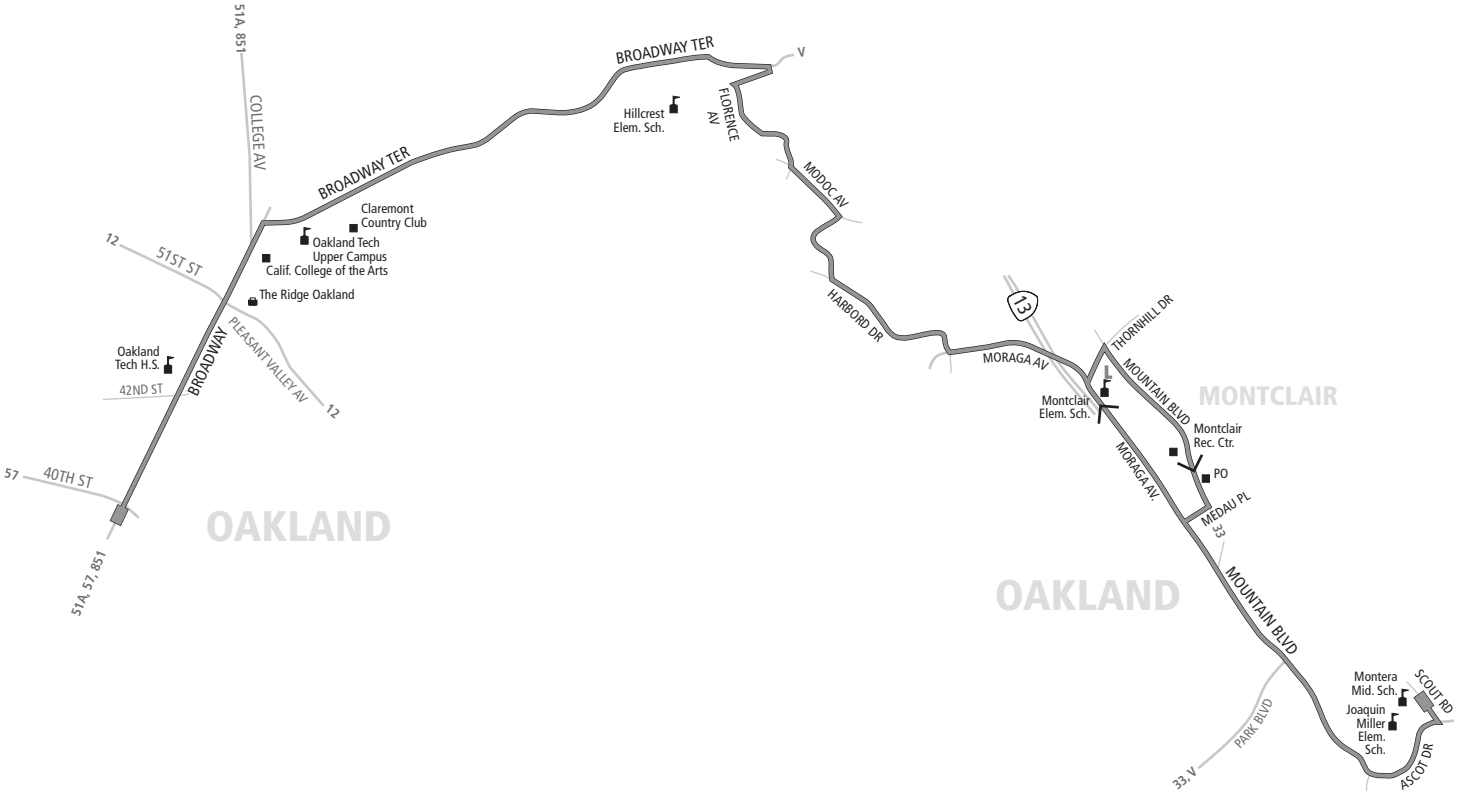 51A, 851
COLLEGE AV
BROADWAY TER
V
Hillcrest
Elem. Sch.
FLORENCE
AV
BROADWAY TER
MODOC AV
Claremont
Country Club
Oakland Tech
Upper Campus
Calif. College of the Arts
12
51ST ST
The Ridge Oakland
PLEASANT VALLEY AV
12
Oakland
Tech H.S.
42ND ST
BROADWAY
57
40TH ST
OAKLAND
51A, 57, 851
HARBORD DR
13
MORAGA AV
THORNHILL DR
MOUNTAIN BLVD
L
Montclair
Elem. Sch.
MONTCLAIR
Montclair
Rec. Ctr.
MORAGA AV.
PO
MEDAU PL
33
OAKLAND
MOUNTAIN BLVD
PARK BLVD
33, V
Montera
Mid. Sch.
SCOUT RD
Joaquin
Miller
Elem.
Sch.
ASCOT DR